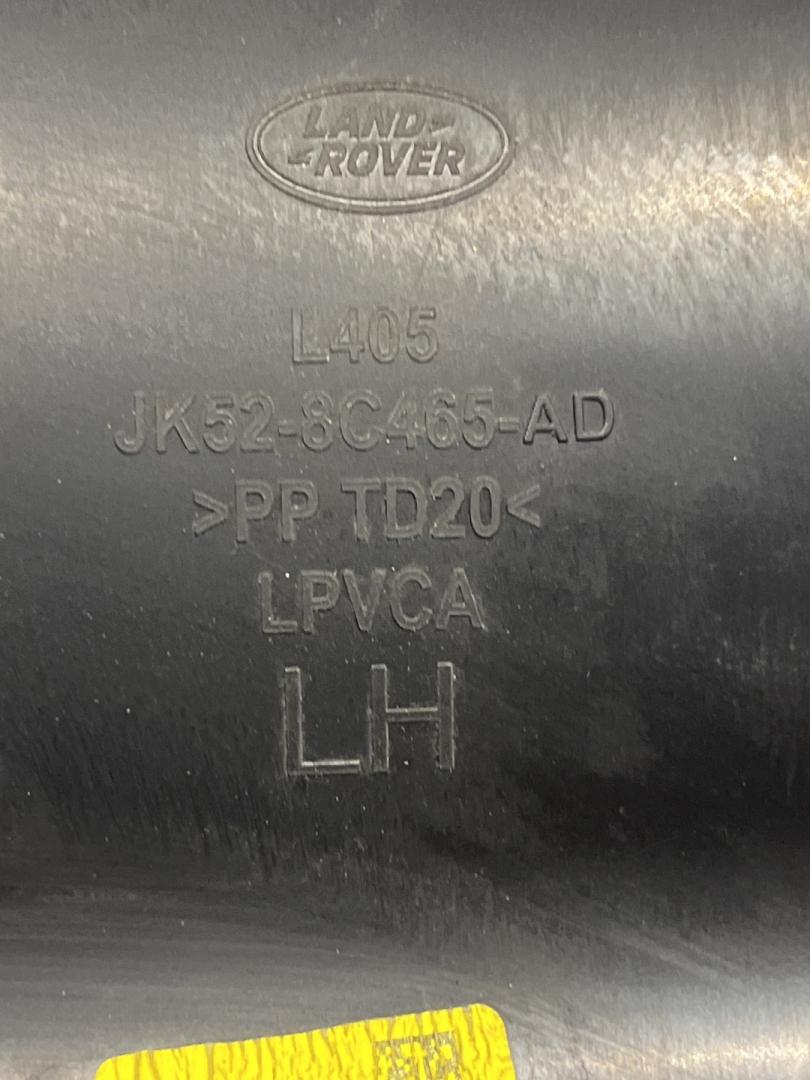 LAND
ROVER
L405
JK52-8C465-AD
>PP TD20<
LPVCA
LH